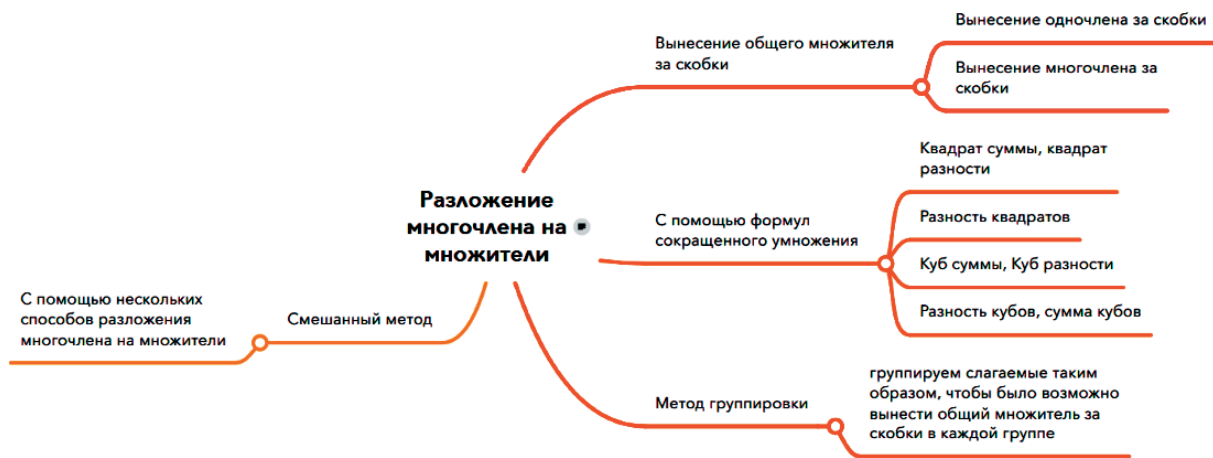 Вынесение одночлена за скобки
Вынесение общего множителя
за скобки
Вынесение многочлена за
скобки
Квадрат суммы, квадрат
разности
Разложение
многочлена на
множители
С помощью формул
сокращенного умножения
Разность квадратов
Куб суммы, Куб разности
Разность кубов, сумма кубов
С помощью нескольких
способов разложения
многочлена на множители
Смешанный метод
Метод группировки
группируем слагаемые таким
образом, чтобы было возможно
вынести общий множитель за
скобки в каждой группе